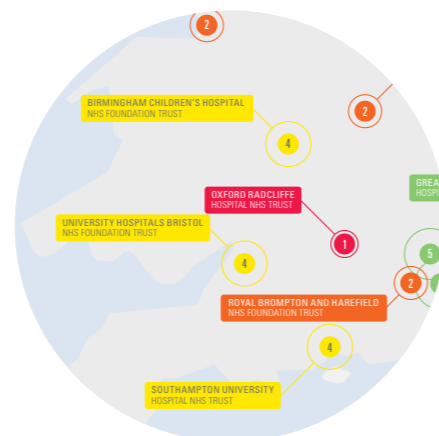 2
2
BIRMINGHAM CHILDREN'S HOSPITAL
NHS FOUNDATION TRUST
4
GREA
HOSPI
OXFORD RADCLIFFE
HOSPITAL NHS TRUST
UNIVERSITY HOSPITALS BRISTOL
NHS FOUNDATION TRUST
1
5
4
2
ROYAL BROMPTON AND HAREFIELD
NHS FOUNDATION TRUST
4
SOUTHAMPTON UNIVERSITY
HOSPITAL NHS TRUST